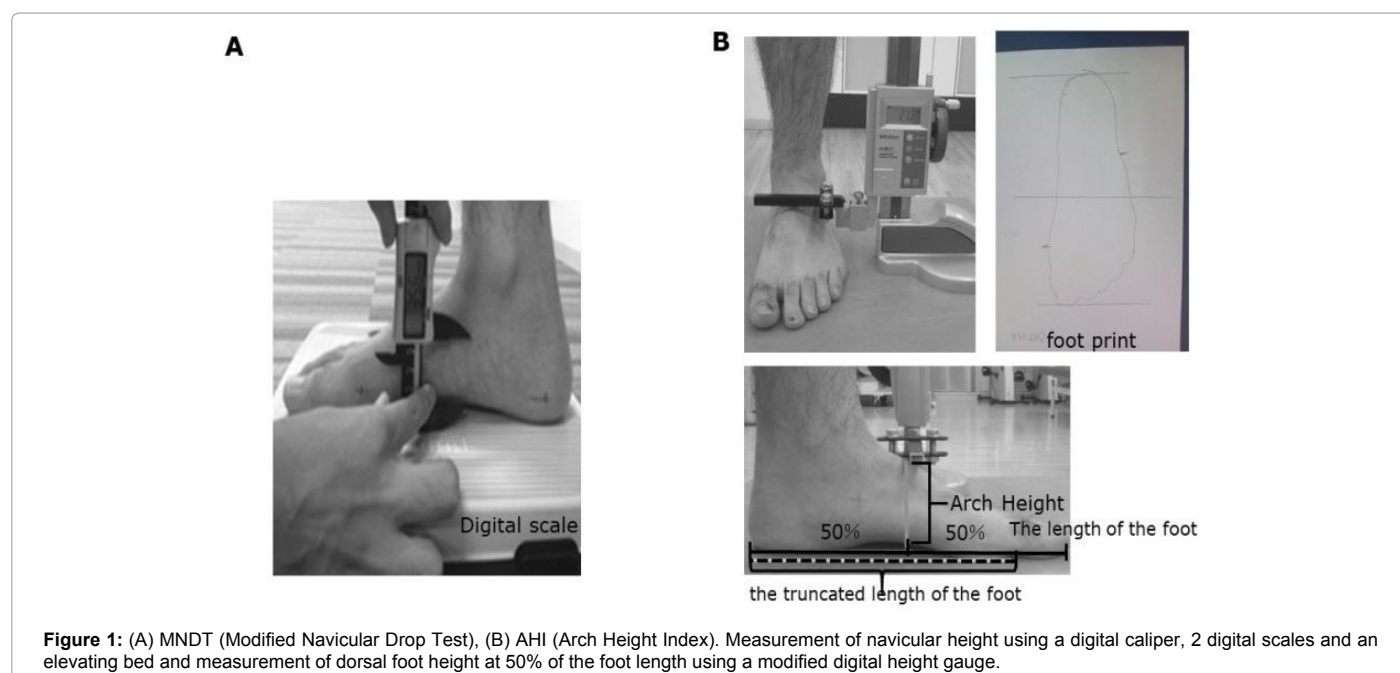 A
B
Digital scale
foot print
Arch Height
50%
50%
The length of the foot
the truncated length of the foot
Figure 1: (A) MNDT (Modified Navicular Drop Test), (B) AHI (Arch Height Index). Measurement of navicular height using a digital caliper, 2 digital scales and an
elevating bed and measurement of dorsal foot height at 50% of the foot length using a modified digital height gauge.